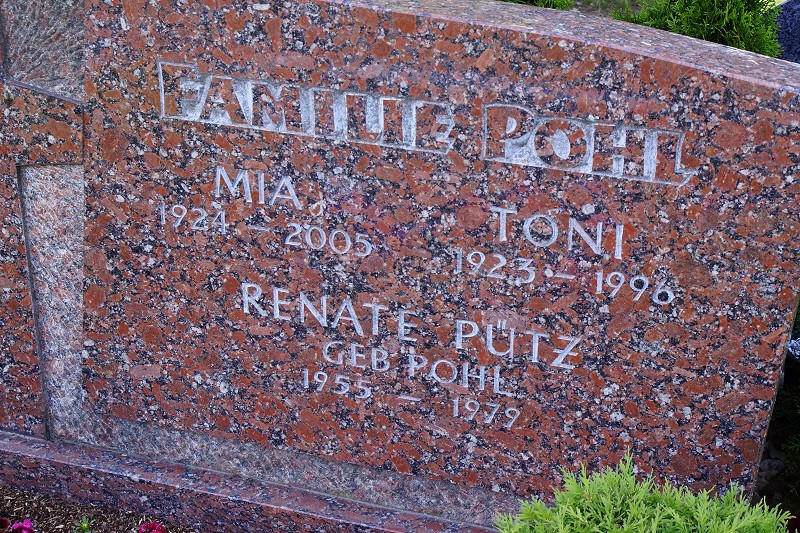 FAMILIE POHL
MIA
1924 – 2005
TONI
1923 – 1996
RENATE PÜTZ
GEB POHL
1955 – 1979